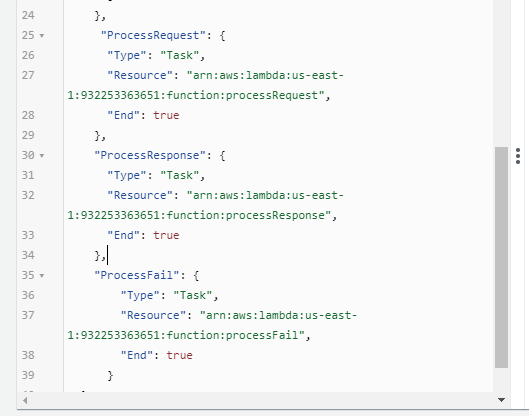 24 },
25 "ProcessRequest": {
26 "Type": "Task",
27 "Resource": "arn:aws:lambda:us-east-
1:932253363651:function:processRequest",
28 "End": true
29 },
30 "ProcessResponse": {
31 "Type": "Task",
32 "Resource": "arn:aws:lambda:us-east-
1:932253363651:function:processResponse",
33 "End": true
34 },
35 "ProcessFail": {
36 "Type": "Task",
37 "Resource": "arn:aws:lambda:us-east-
1:932253363651:function:processFail",
38 "End": true
39 }